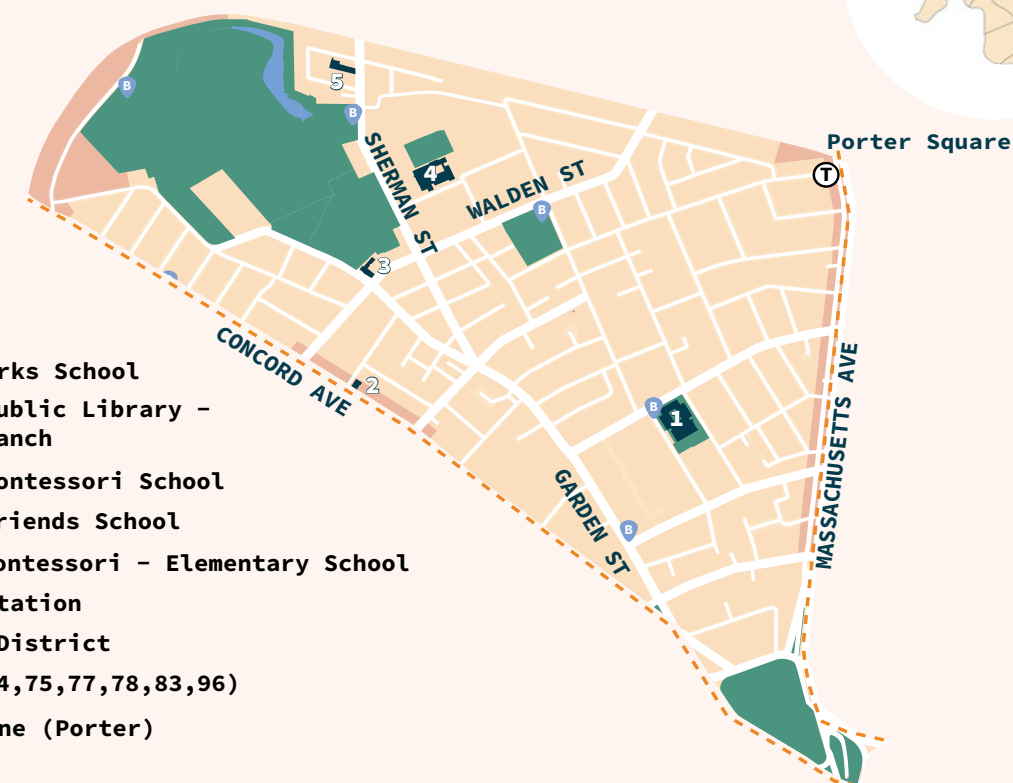 Porter Square
T
B
B
5
SHERMAN ST
4
WALDEN ST
B
3
CONCORD AVE
2
B
1
MASSACHUSETTS AVE
GARDEN ST
B
rks School
ublic Library –
anch
ontessori School
riends School
ontessori – Elementary School
tation
District
4,75,77,78,83,96)
ne (Porter)